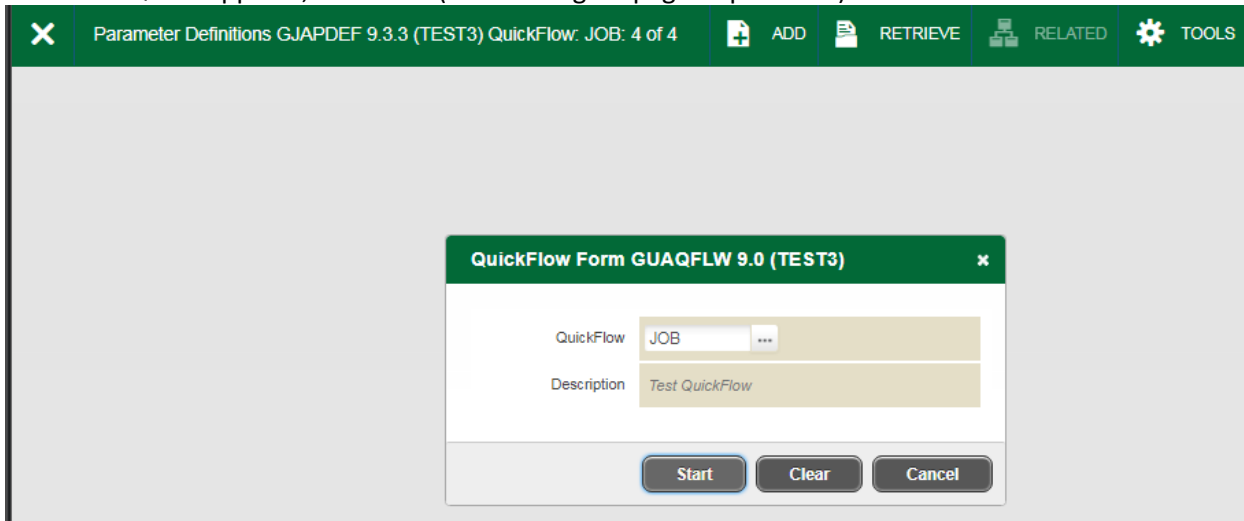 Parameter Definitions GJAPDEF 9.3.3 (TEST3) QuickFlow: JOB: 4 of 4 ADD RETRIEVE RELATED TOOLS
QuickFlow Form GUAQFLW 9.0 (TEST3)
QuickFlow JOB ...
Description Test QuickFlow
Start Clear Cancel